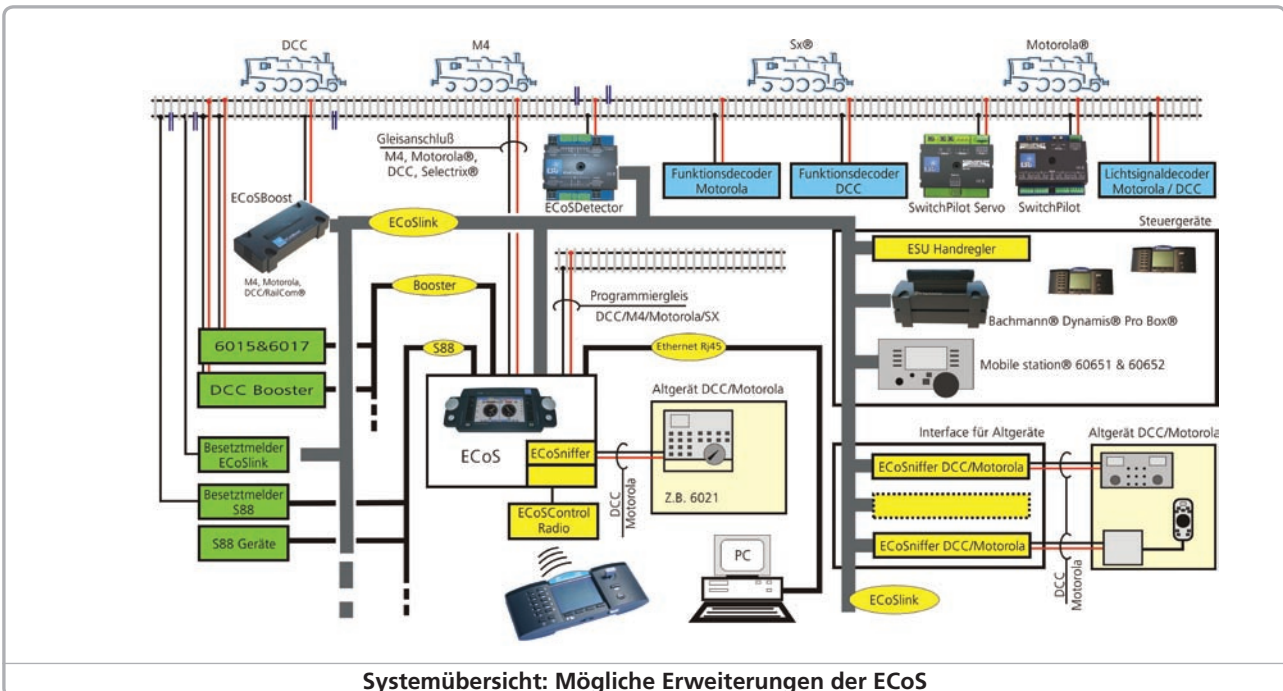 DCC
M4
Sx®
Motorola®
Gleisanschluß
M4, Motorola®,
DCC, Selectrix®
ECoSBoost
M4, Motorola,
DCC/RailCom®
ECoSDetector
Funktionsdecoder
Motorola
Funktionsdecoder
DCC
SwitchPilot Servo
SwitchPilot
Lichtsignaldecoder
Motorola / DCC
ECoSlink
Steuergeräte
ESU Handregler
Bachmann® Dynamis® Pro Box®
Mobile station® 60651 & 60652
Booster
Programmiergleis
DCC/M4/Motorola/SX
6015&6017
DCC Booster
S88
Ethernet Rj45
Altgerät DCC/Motorola
Z.B. 6021
ECoS
ECoSniffer
DCC
Motorola
ECoSControl
Radio
Besetztmelder
ECoSlink
Besetztmelder
S88
S88 Geräte
PC
Interface für Altgeräte
ECoSniffer DCC/Motorola
ECoSniffer DCC/Motorola
Altgerät DCC/Motorola
DCC
Motorola
ECoSlink
Systemübersicht: Mögliche Erweiterungen der ECoS